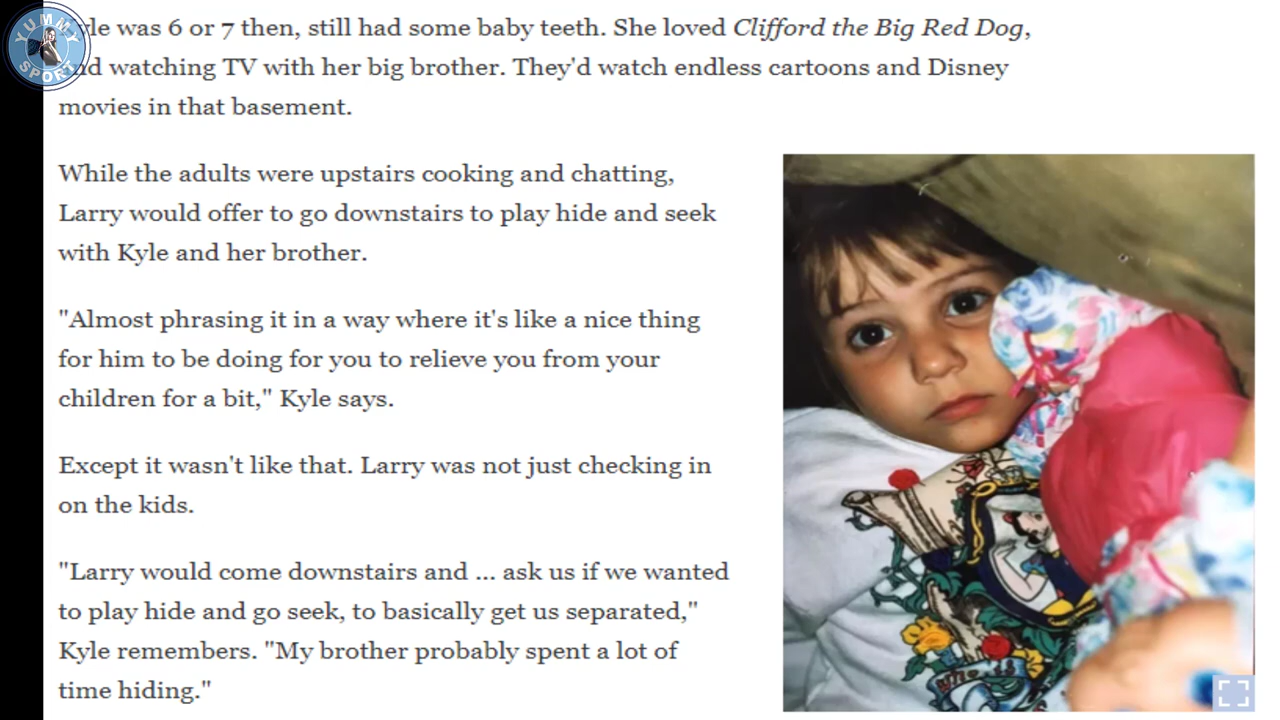 YUMMY
SPORT
Kyle was 6 or 7 then, still had some baby teeth. She loved Clifford the Big Red Dog,
and watching TV with her big brother. They'd watch endless cartoons and Disney
movies in that basement.
While the adults were upstairs cooking and chatting,
Larry would offer to go downstairs to play hide and seek
with Kyle and her brother.
"Almost phrasing it in a way where it's like a nice thing
for him to be doing for you to relieve you from your
children for a bit," Kyle says.
Except it wasn't like that. Larry was not just checking in
on the kids.
"Larry would come downstairs and ... ask us if we wanted
to play hide and go seek, to basically get us separated,"
Kyle remembers. "My brother probably spent a lot of
time hiding."